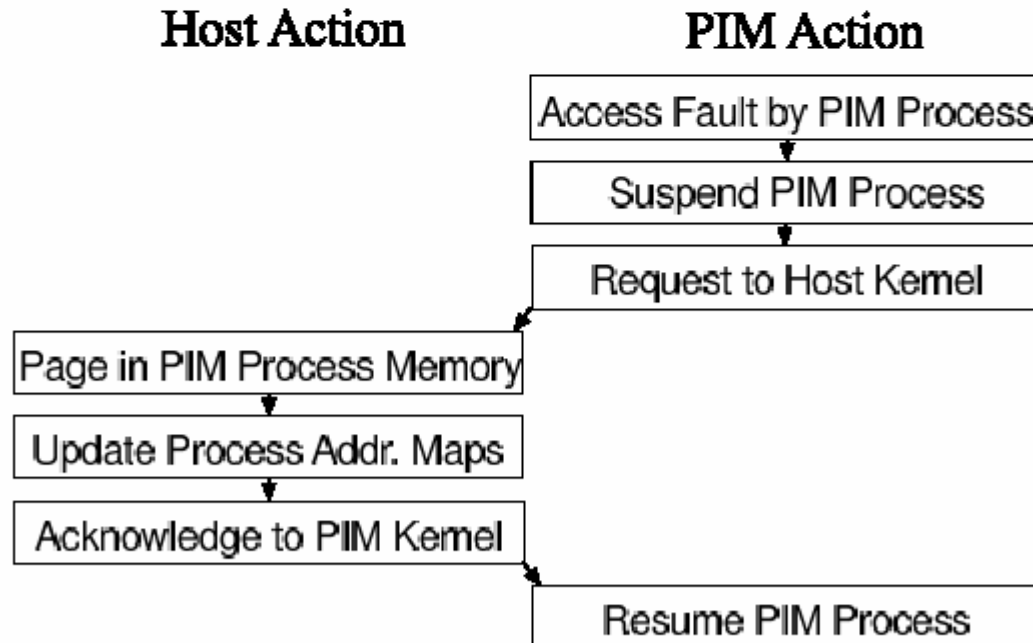 Host Action
PIM Action
Access Fault by PIM Process
Suspend PIM Process
Request to Host Kernel
Page in PIM Process Memory
Update Process Addr. Maps
Acknowledge to PIM Kernel
Resume PIM Process